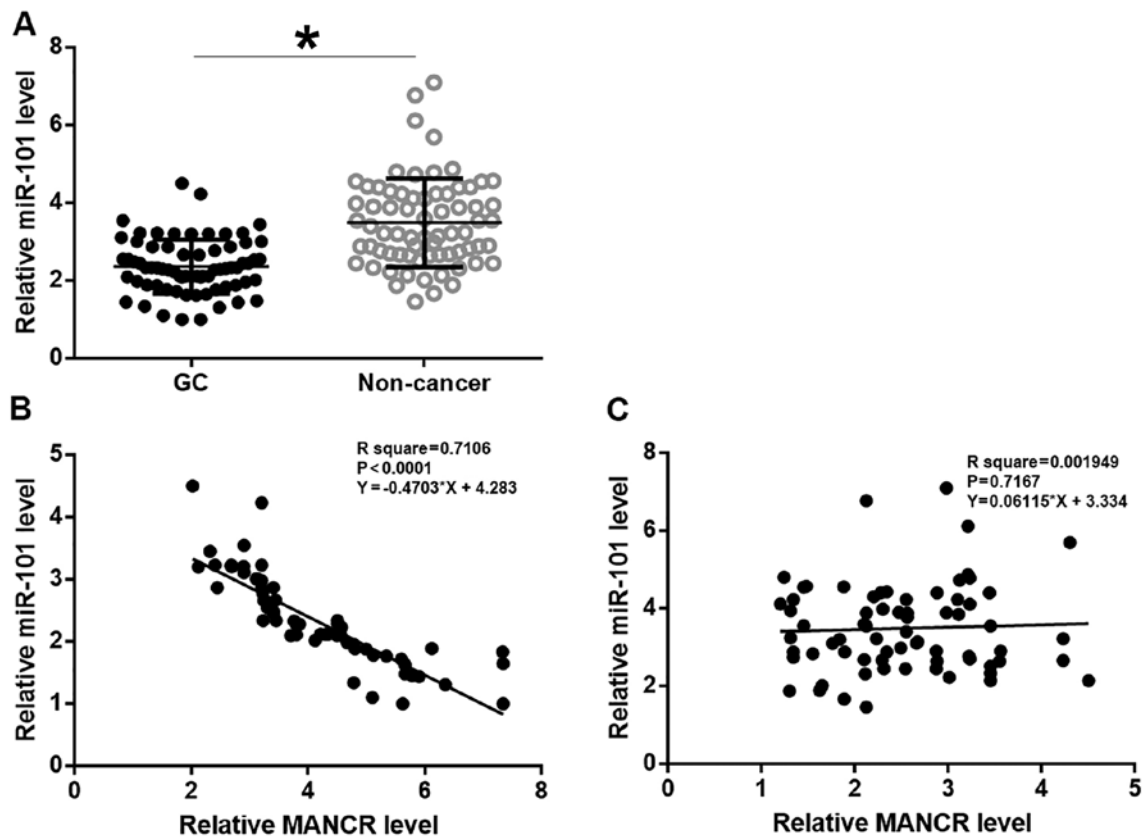 A
*
8
6
4
2
0
Relative miR-101 level
GC Non-cancer
B
R square=0.7106
P<0.0001
Y=-0.4703*X + 4.283
5
4
3
2
1
0
Relative miR-101 level
0 2 4 6 8
Relative MANCR level
C
R square=0.001949
P=0.7167
Y=0.06115*X + 3.334
8
6
4
2
0
Relative miR-101 level
0 1 2 3 4 5
Relative MANCR level